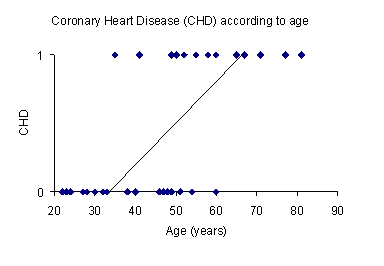 Coronary Heart Disease (CHD) according to age
1
CHD
0
20 30 40 50 60 70 80 90
Age (years)